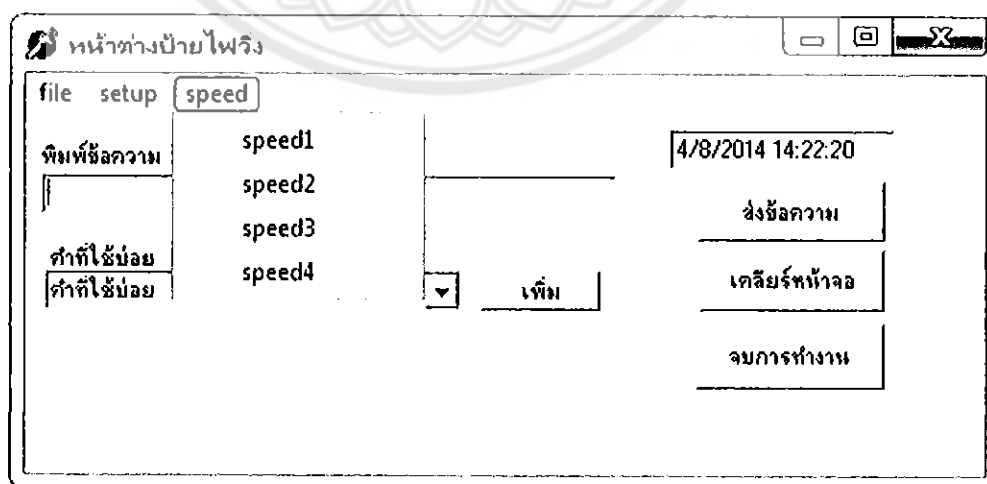 หน้าต่างป้ายไฟวิ่ง
file setup speed
speed1
speed2
speed3
speed4
พิมพ์ข้อความ
คำที่ใช้บ่อย
คำที่ใช้บ่อย
เพิ่ม
4/8/2014 14:22:20
ส่งข้อความ
เคลียร์หน้าจอ
จบการทำงาน